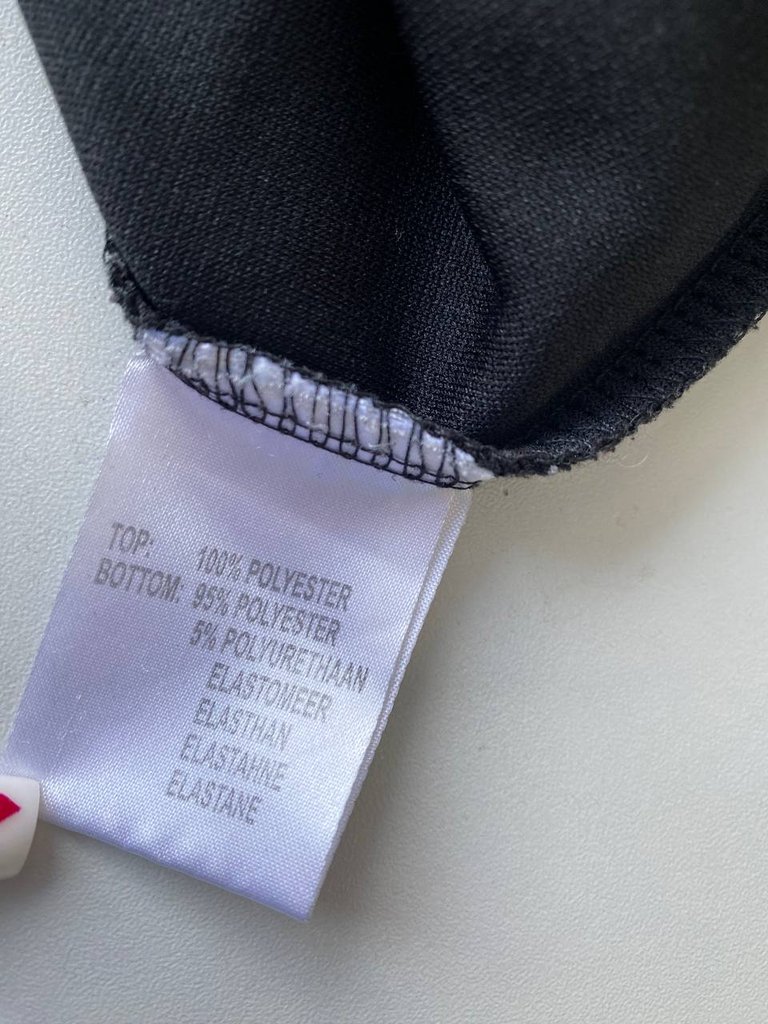 TOP: 100% POLYESTER
BOTTOM: 95% POLYESTER
5% POLYURETHAAN
ELASTOMEER
ELASTHAN
ELASTAHNE
ELASTANE